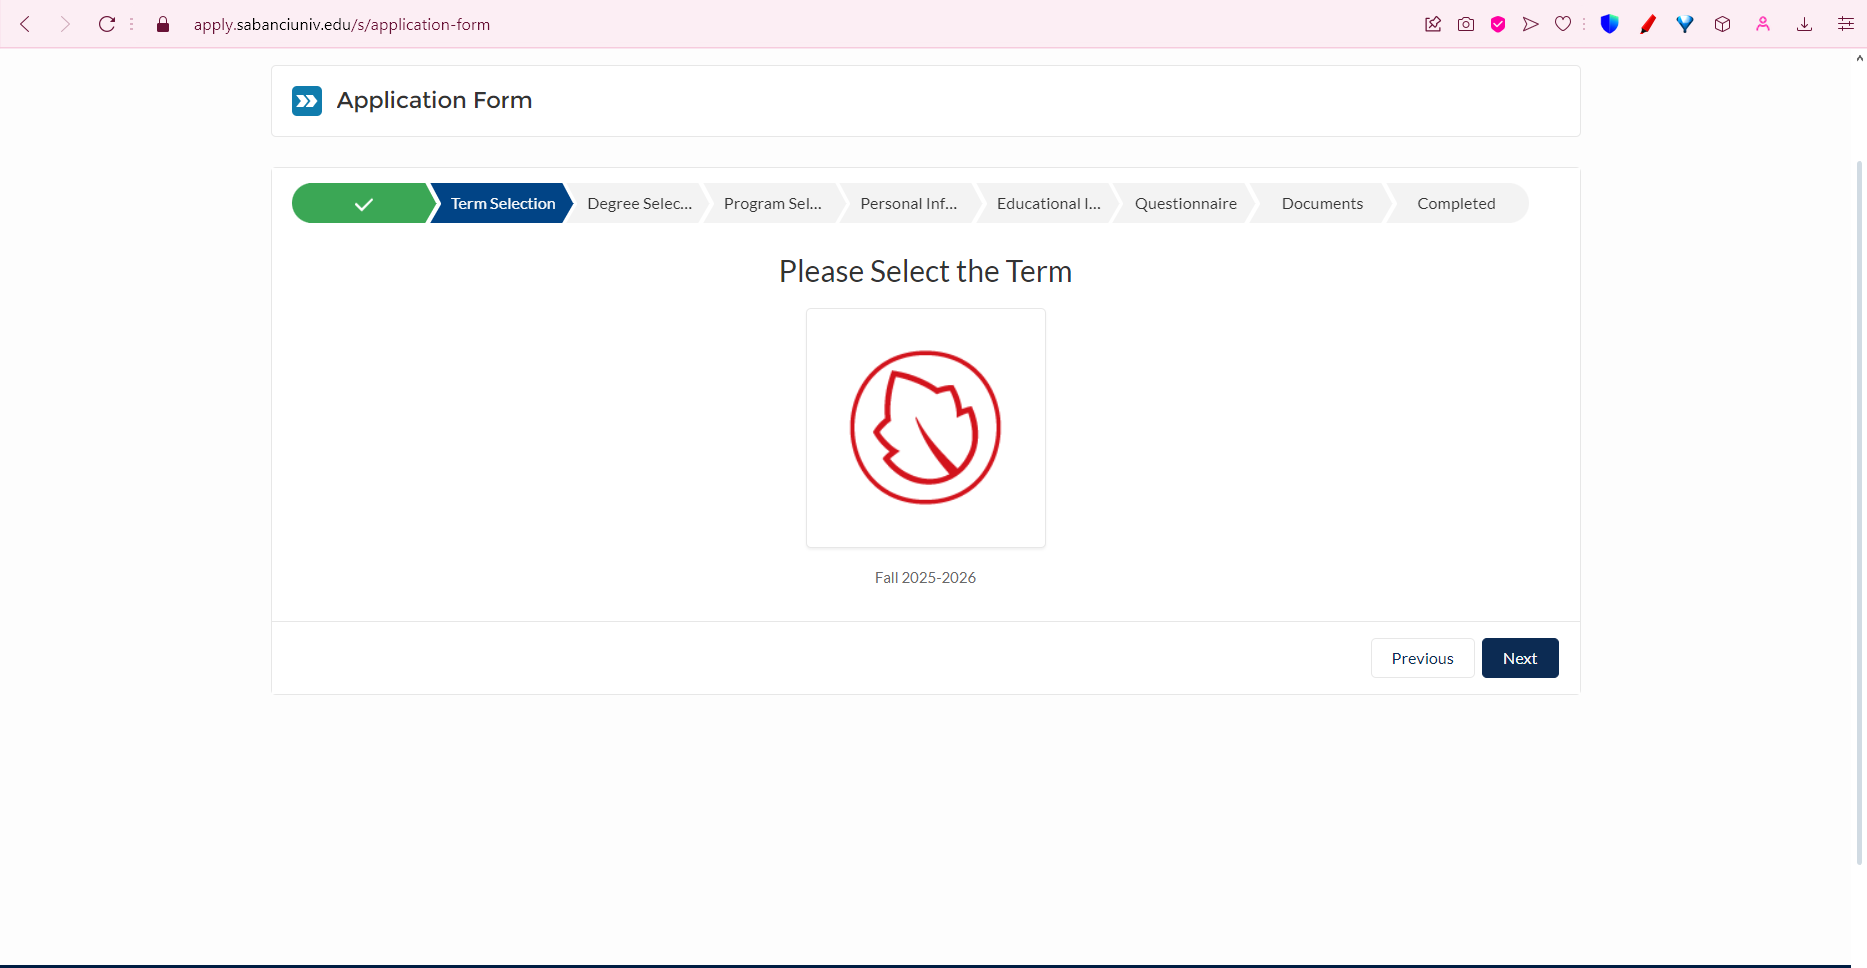 apply.sabanciuniv.edu/s/application-form
Application Form
Term Selection
Degree Selec...
Program Sel...
Personal Inf...
Educational I...
Questionnaire
Documents
Completed
Please Select the Term
Fall 2025-2026
Previous
Next